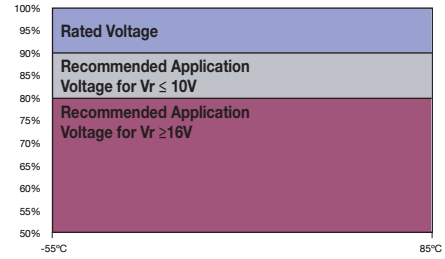 100%
95%
90%
85%
80%
75%
70%
65%
60%
55%
50%
Rated Voltage
Recommended Application
Voltage for Vr ≤ 10V
Recommended Application
Voltage for Vr ≥16V
-55ºC
85ºC